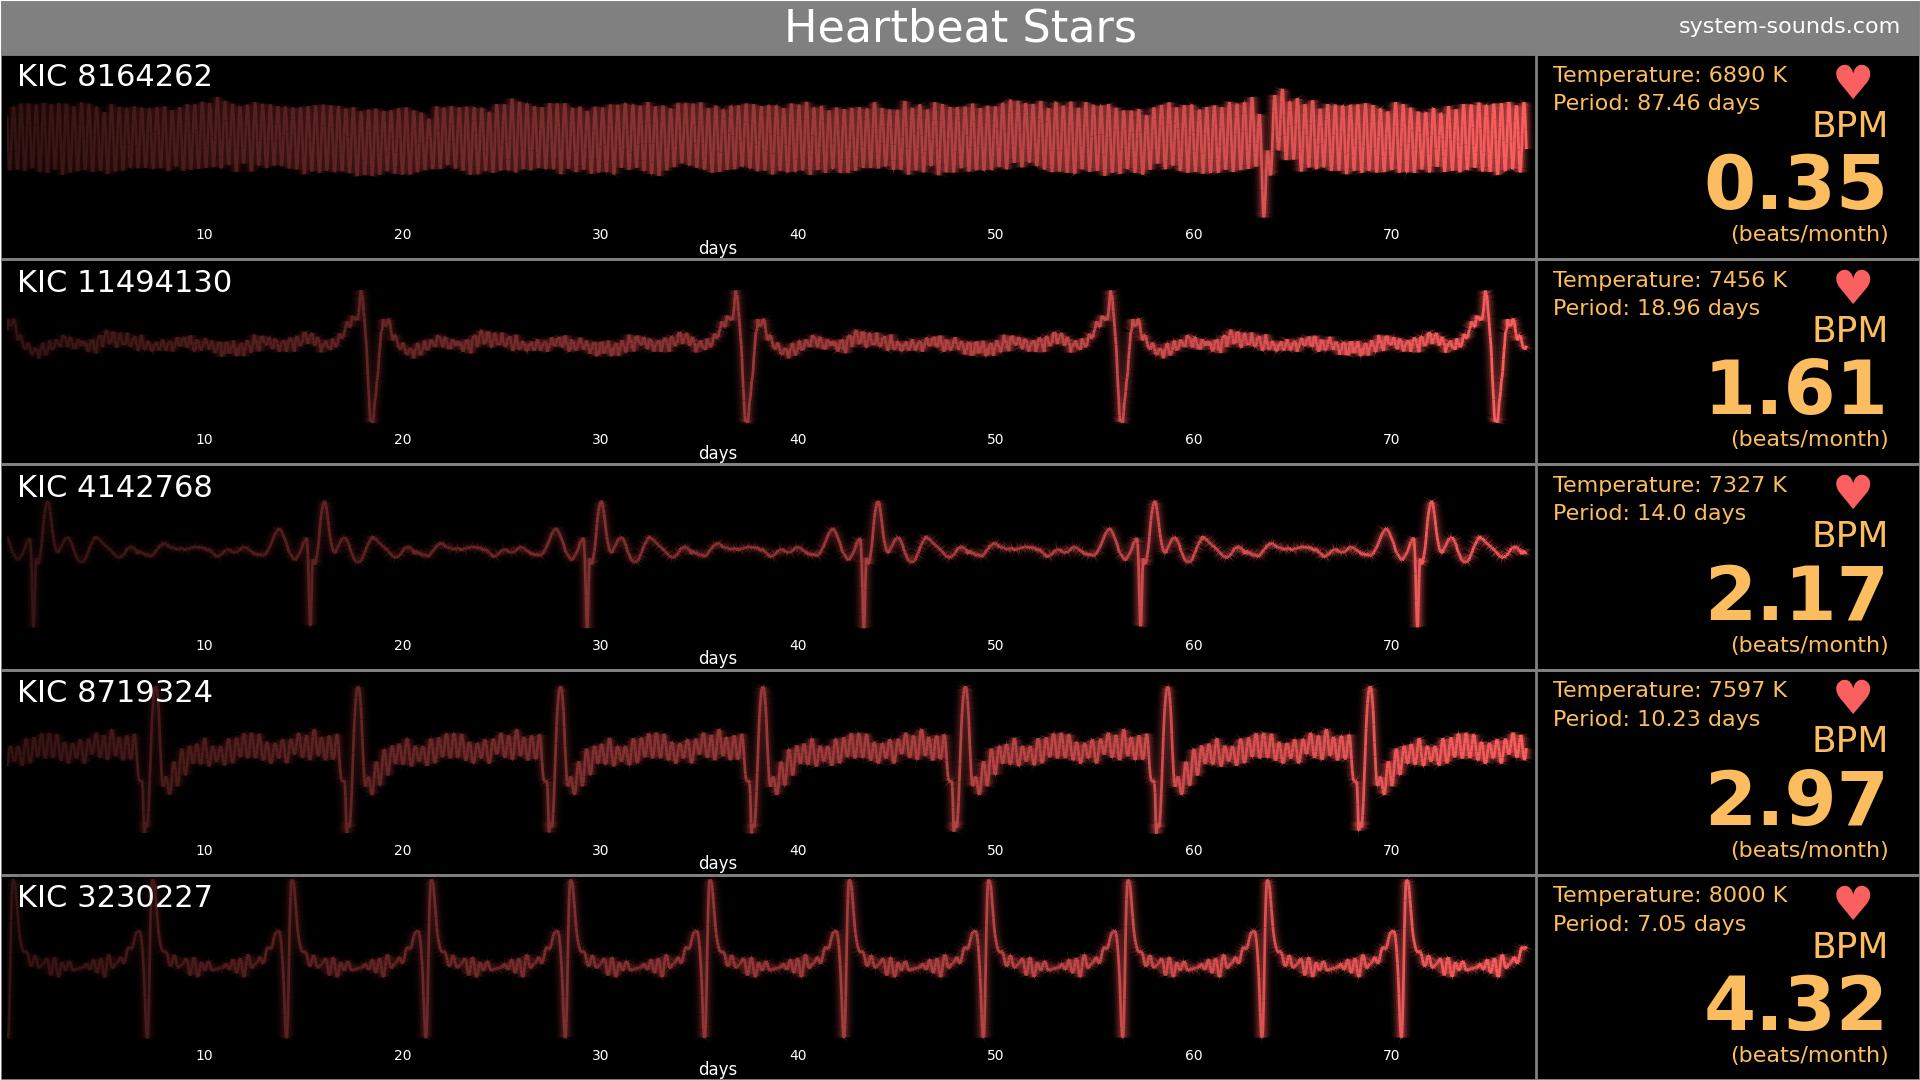 Heartbeat Stars
system-sounds.com
KIC 8164262
Temperature: 6890 K
Period: 87.46 days
BPM
0.35
(beats/month)
10 20 30 40 50 60 70
days
KIC 11494130
Temperature: 7456 K
Period: 18.96 days
BPM
1.61
(beats/month)
10 20 30 40 50 60 70
days
KIC 4142768
Temperature: 7327 K
Period: 14.0 days
BPM
2.17
(beats/month)
10 20 30 40 50 60 70
days
KIC 8719324
Temperature: 7597 K
Period: 10.23 days
BPM
2.97
(beats/month)
10 20 30 40 50 60 70
days
KIC 3230227
Temperature: 8000 K
Period: 7.05 days
BPM
4.32
(beats/month)
10 20 30 40 50 60 70
days